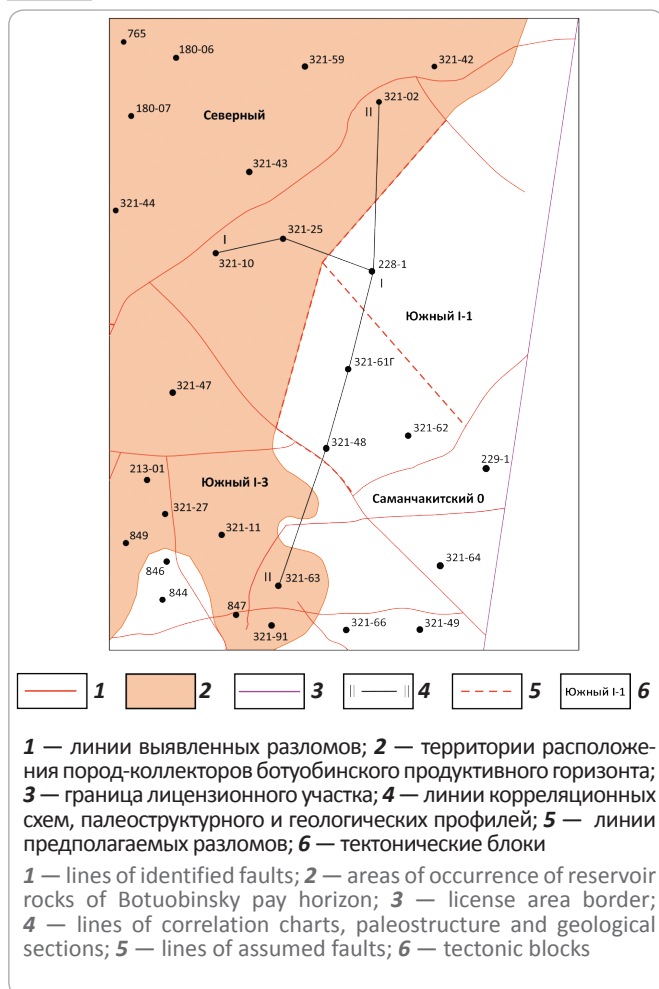 765
180-06
321-59
321-42
321-02
180-07
Северный
II
321-43
321-44
321-25
I
321-10
228-1
I
Южный I-1
321-61Г
321-47
321-62
321-48
213-01
229-1
Южный I-3
Саманчакитский 0
321-27
321-11
849
846
321-64
II
321-63
844
847
321-91
321-66
321-49
1
2
3
II II 4
5
Южный I-1 6
1 — линии выявленных разломов; 2 — территории расположе-
ния пород-коллекторов ботуобинского продуктивного горизонта;
3 — граница лицензионного участка; 4 — линии корреляционных
схем, палеоструктурного и геологических профилей; 5 — линии
предполагаемых разломов; 6 — тектонические блоки
1 — lines of identified faults; 2 — areas of occurrence of reservoir
rocks of Botuobinsky pay horizon; 3 — license area border;
4 — lines of correlation charts, paleostructure and geological
sections; 5 — lines of assumed faults; 6 — tectonic blocks